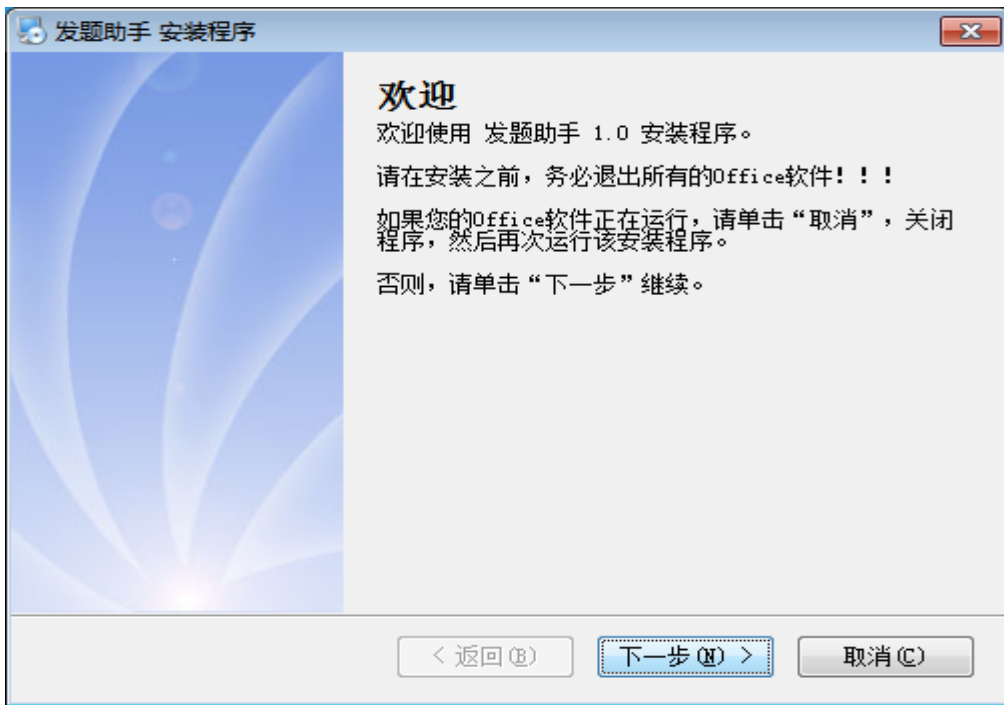 发题助手 安装程序
欢迎
欢迎使用 发题助手 1.0 安装程序。
请在安装之前，务必退出所有的Office软件！！！
如果您的Office软件正在运行，请单击“取消”，关闭
程序，然后再次运行该安装程序。
否则，请单击“下一步”继续。
< 返回(B)
下一步(N) >
取消(C)